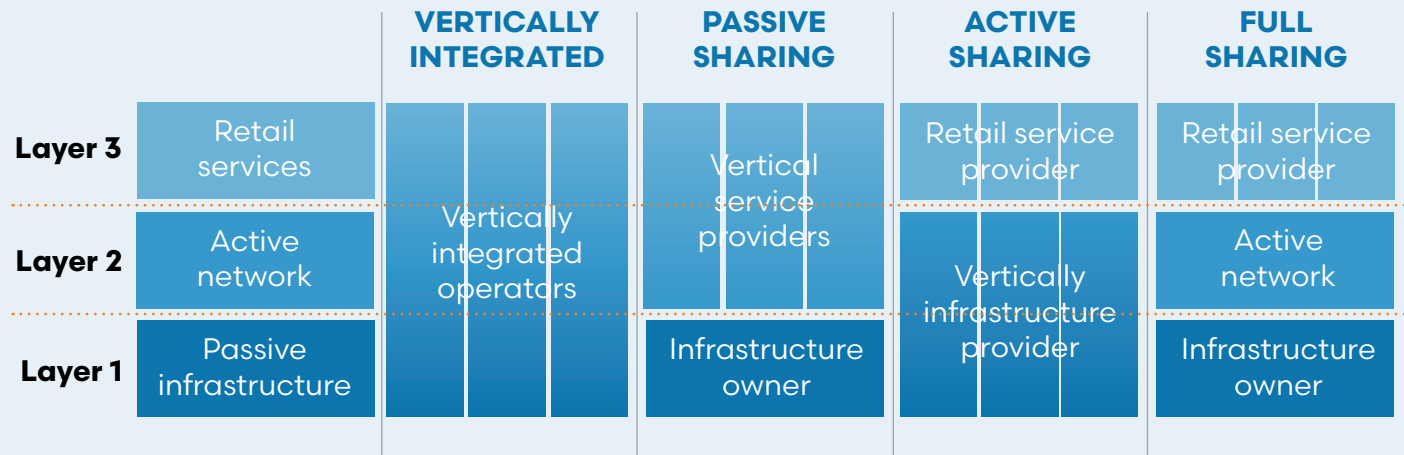 VERTICALLY
INTEGRATED
PASSIVE
SHARING
ACTIVE
SHARING
FULL
SHARING
Layer 3
Retail
services
Layer 2
Active
network
Layer 1
Passive
infrastructure
Vertically
integrated
operators
Vertical
service
providers
Infrastructure
owner
Retail service
provider
Vertically
infrastructure
provider
Retail service
provider
Active
network
Infrastructure
owner